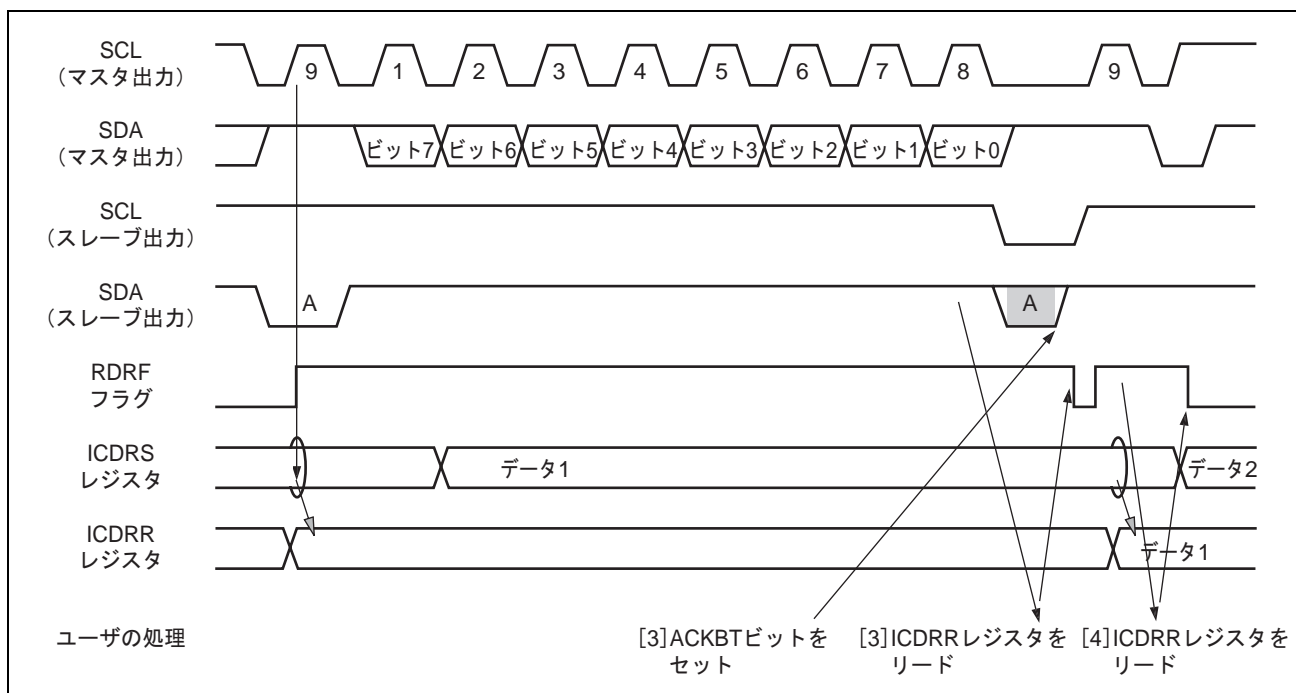 SCL
（マスタ出力）
9
1
2
3
4
5
6
7
8
9
SDA
（マスタ出力）
ビット7
ビット6
ビット5
ビット4
ビット3
ビット2
ビット1
ビット0
SCL
（スレーブ出力）
SDA
（スレーブ出力）
A
A
RDRF
フラグ
ICDRS
レジスタ
データ1
データ2
ICDRR
レジスタ
データ1
ユーザの処理
[3]ACKBTビットを
セット
[3]ICDRRレジスタを
リード
[4]ICDRRレジスタを
リード